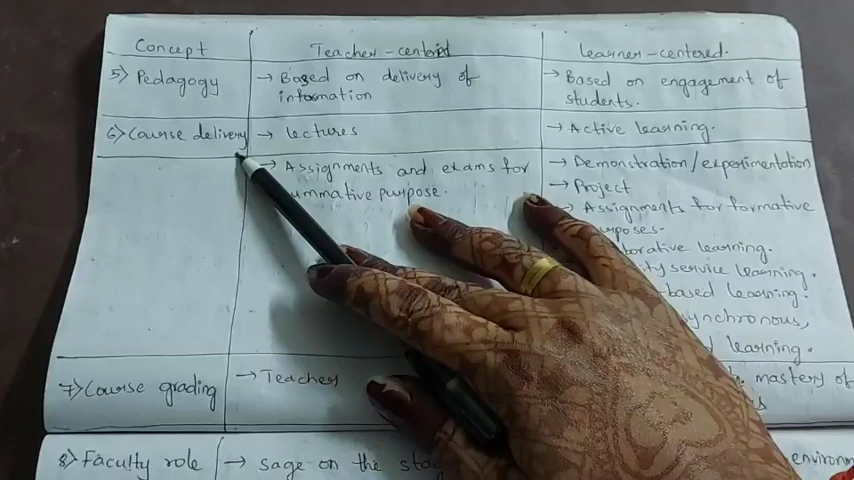 Concept Teacher-centered Learner-centered.
5) Pedagogy → Based on delivery of → Based on engagement of
information students.
6) Course delivery → lectures → Active learning.
→ Assignments and exams for → Demonstration/experimentation
summative purpose. → Project
→ Assignments for formative
purposes.
learning.
service learning.
based learning.
synchronous,
learning.
7) Course grading → Teacher mastery of
8) Faculty role → sage on the